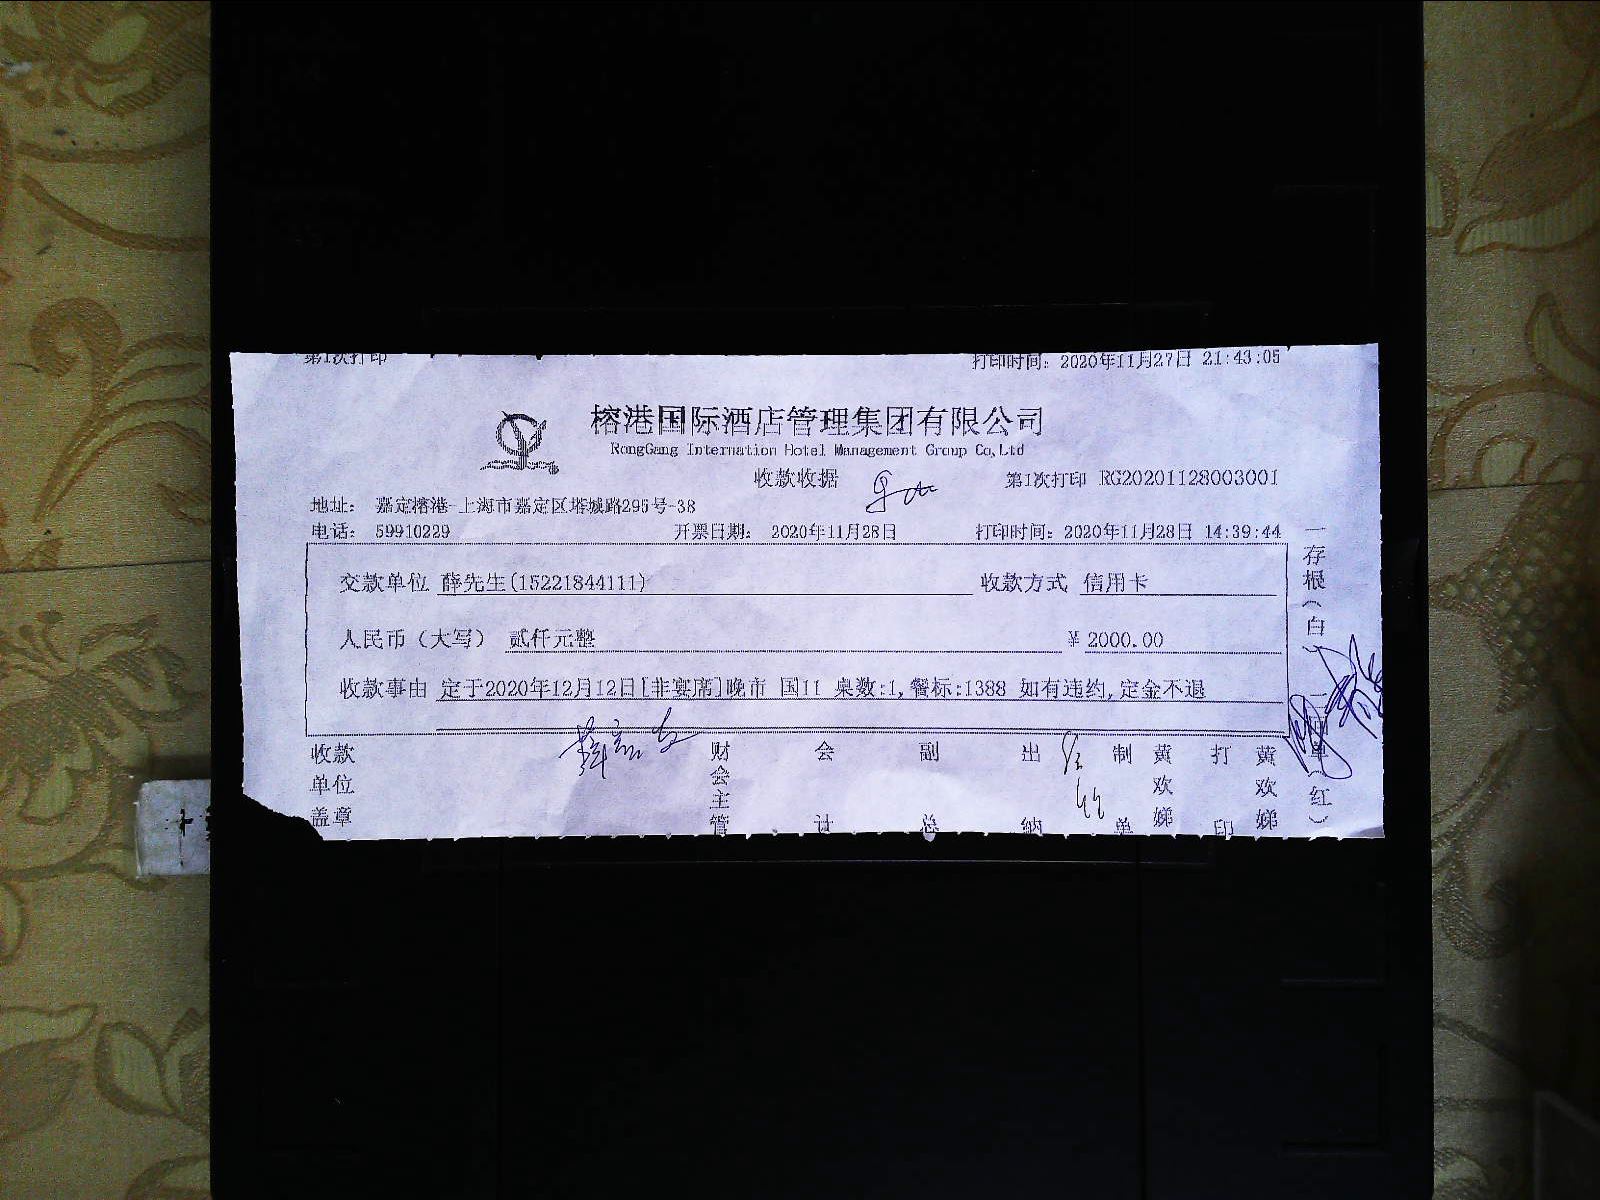 第1次打印 打印时间: 2020年11月27日 21:43:05
榕港国际酒店管理集团有限公司
RongGang Internation Hotel Management Group Co,Ltd
收款收据 第1次打印 RG20201128003001
地址: 嘉定榕港-上海市嘉定区塔城路295号-38
电话: 59910229 开票日期: 2020年11月28日 打印时间: 2020年11月28日 14:39:44
交款单位 薛先生(15221844111) 收款方式 信用卡
人民币（大写） 贰仟元整 ¥ 2000.00
收款事由 定于2020年12月12日[非宴席]晚市 国11 桌数:1,餐标:1388 如有违约,定金不退
收款单位盖章 财会主管 会计 副总 出纳 制单 黄欢娣 打印 黄欢娣
一存根(白)
(红)